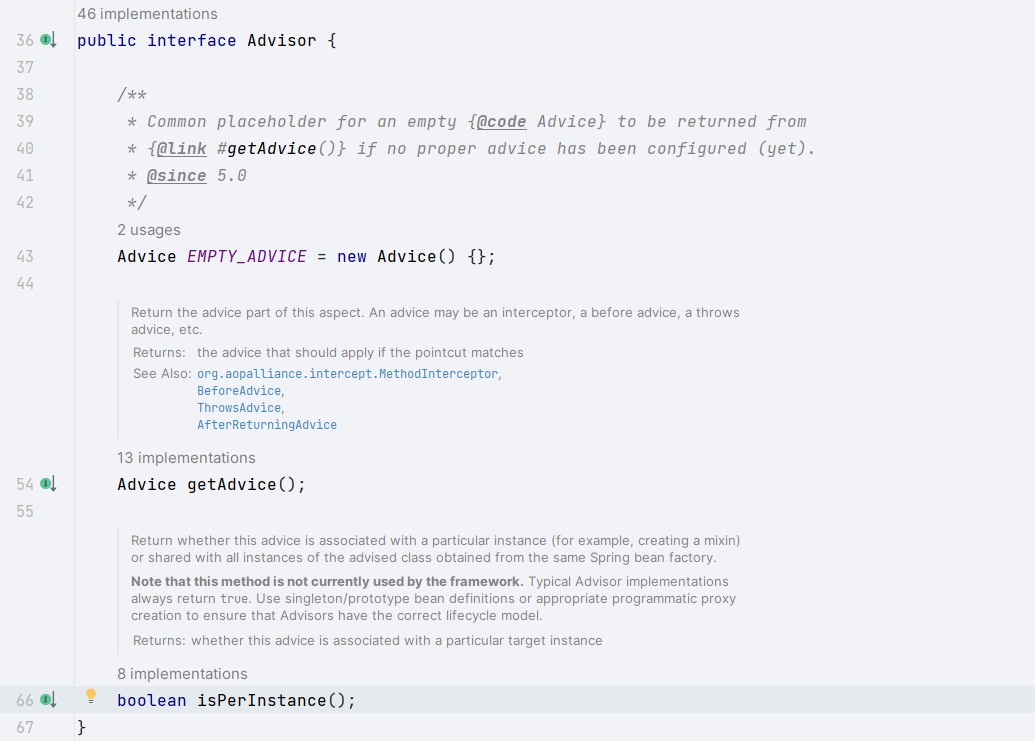 46 implementations
36 public interface Advisor {
37
38 /**
39 * Common placeholder for an empty {@code Advice} to be returned from
40 * {@link #getAdvice()} if no proper advice has been configured (yet).
41 * @since 5.0
42 */
2 usages
43 Advice EMPTY_ADVICE = new Advice() {};
44
Return the advice part of this aspect. An advice may be an interceptor, a before advice, a throws
advice, etc.
Returns: the advice that should apply if the pointcut matches
See Also: org.aopalliance.intercept.MethodInterceptor,
BeforeAdvice,
ThrowsAdvice,
AfterReturningAdvice
13 implementations
54 Advice getAdvice();
55
Return whether this advice is associated with a particular instance (for example, creating a mixin)
or shared with all instances of the advised class obtained from the same Spring bean factory.
Note that this method is not currently used by the framework. Typical Advisor implementations
always return true. Use singleton/prototype bean definitions or appropriate programmatic proxy
creation to ensure that Advisors have the correct lifecycle model.
Returns: whether this advice is associated with a particular target instance
8 implementations
66 boolean isPerInstance();
67 }